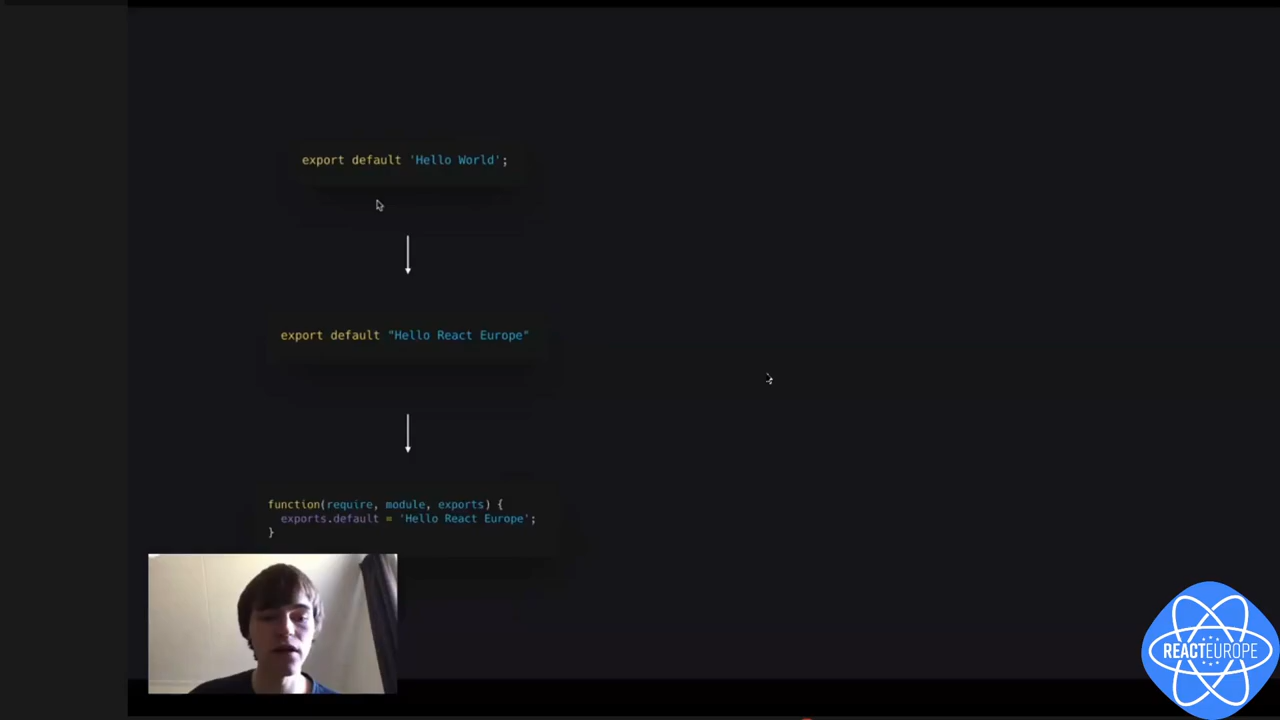 export default 'Hello World';
export default "Hello React Europe"
function(require, module, exports) {
exports.default = 'Hello React Europe';
}
REACTEUROPE